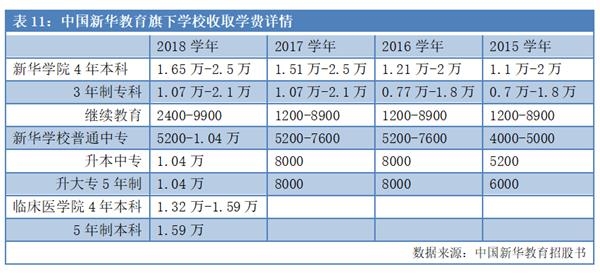 表 11：中国新华教育旗下学校收取学费详情
2018 学年 2017 学年 2016 学年 2015 学年
新华学院 4 年本科 1.65 万-2.5 万 1.51 万-2.5 万 1.21 万-2 万 1.1 万-2 万
3 年制专科 1.07 万-2.1 万 1.07 万-2.1 万 0.77 万-1.8 万 0.7 万-1.8 万
继续教育 2400-9900 1200-8900 1200-8900 1200-8900
新华学校普通中专 5200-1.04 万 5200-7600 5200-7600 4000-5000
升本中专 1.04 万 8000 8000 5200
升大专 5 年制 1.04 万 8000 8000 6000
临床医学院 4 年本科 1.32 万-1.59 万
5 年制本科 1.59 万
数据来源：中国新华教育招股书